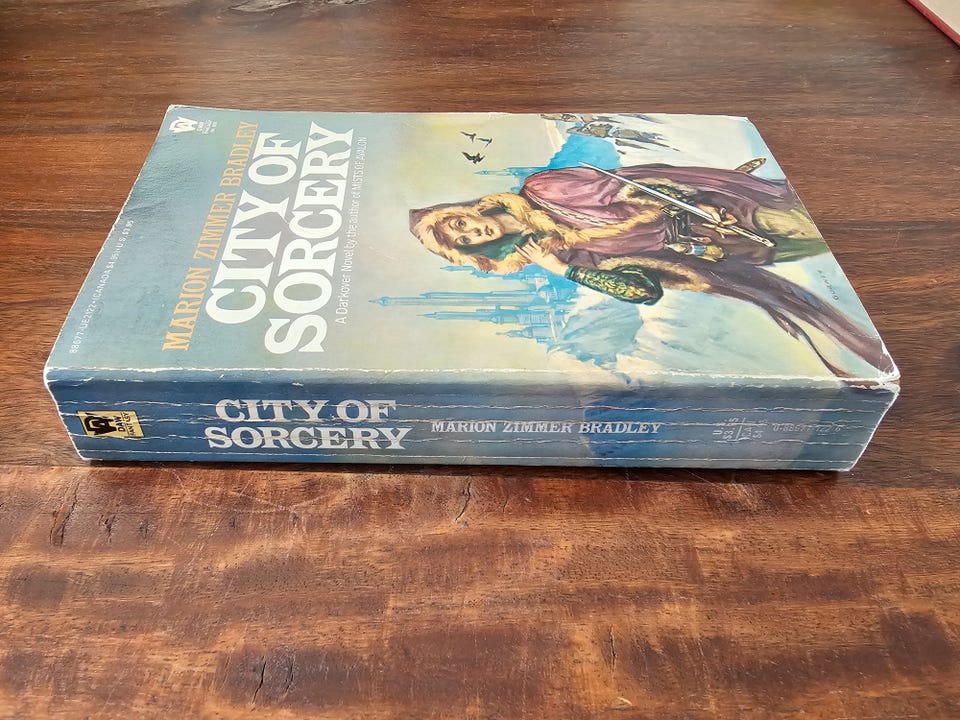 MARION ZIMMER BRADLEY
CITY OF
SORCERY
A Darkover Novel by the author of MISTS OF AVALON
DAW
CITY OF
SORCERY
MARION ZIMMER BRADLEY